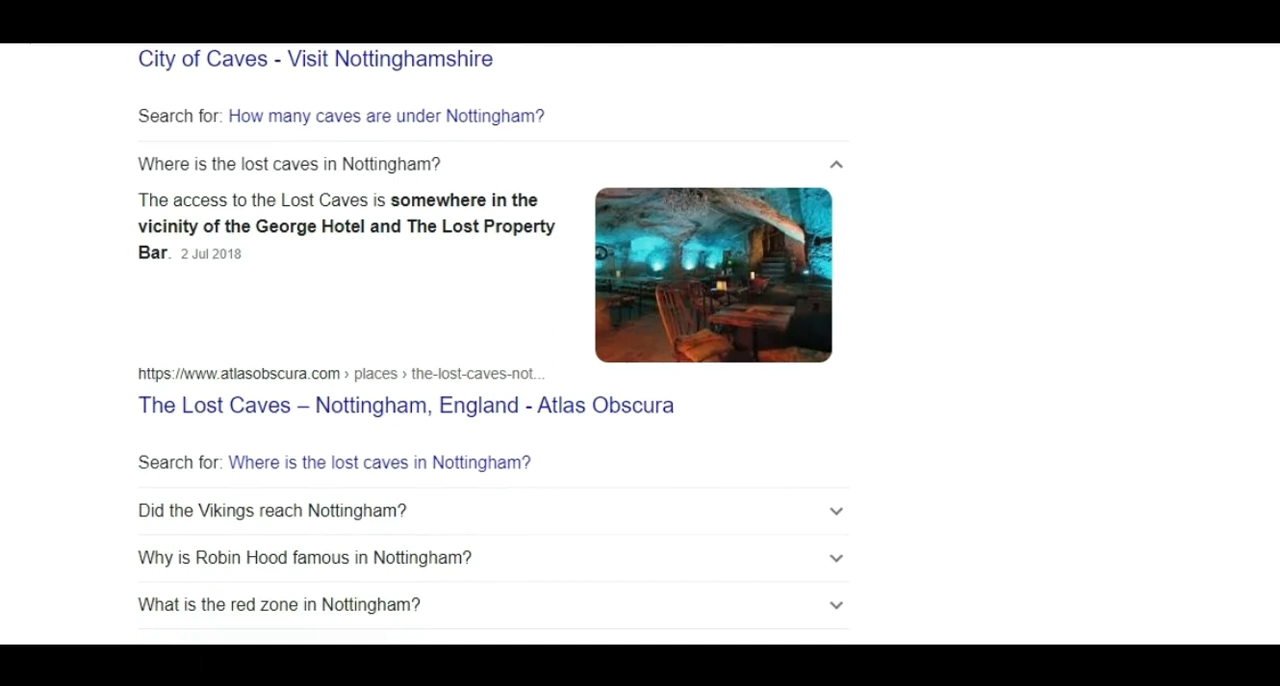 City of Caves - Visit Nottinghamshire
Search for: How many caves are under Nottingham?
Where is the lost caves in Nottingham?
The access to the Lost Caves is somewhere in the
vicinity of the George Hotel and The Lost Property
Bar. 2 Jul 2018
https://www.atlasobscura.com › places › the-lost-caves-not...
The Lost Caves – Nottingham, England - Atlas Obscura
Search for: Where is the lost caves in Nottingham?
Did the Vikings reach Nottingham?
Why is Robin Hood famous in Nottingham?
What is the red zone in Nottingham?